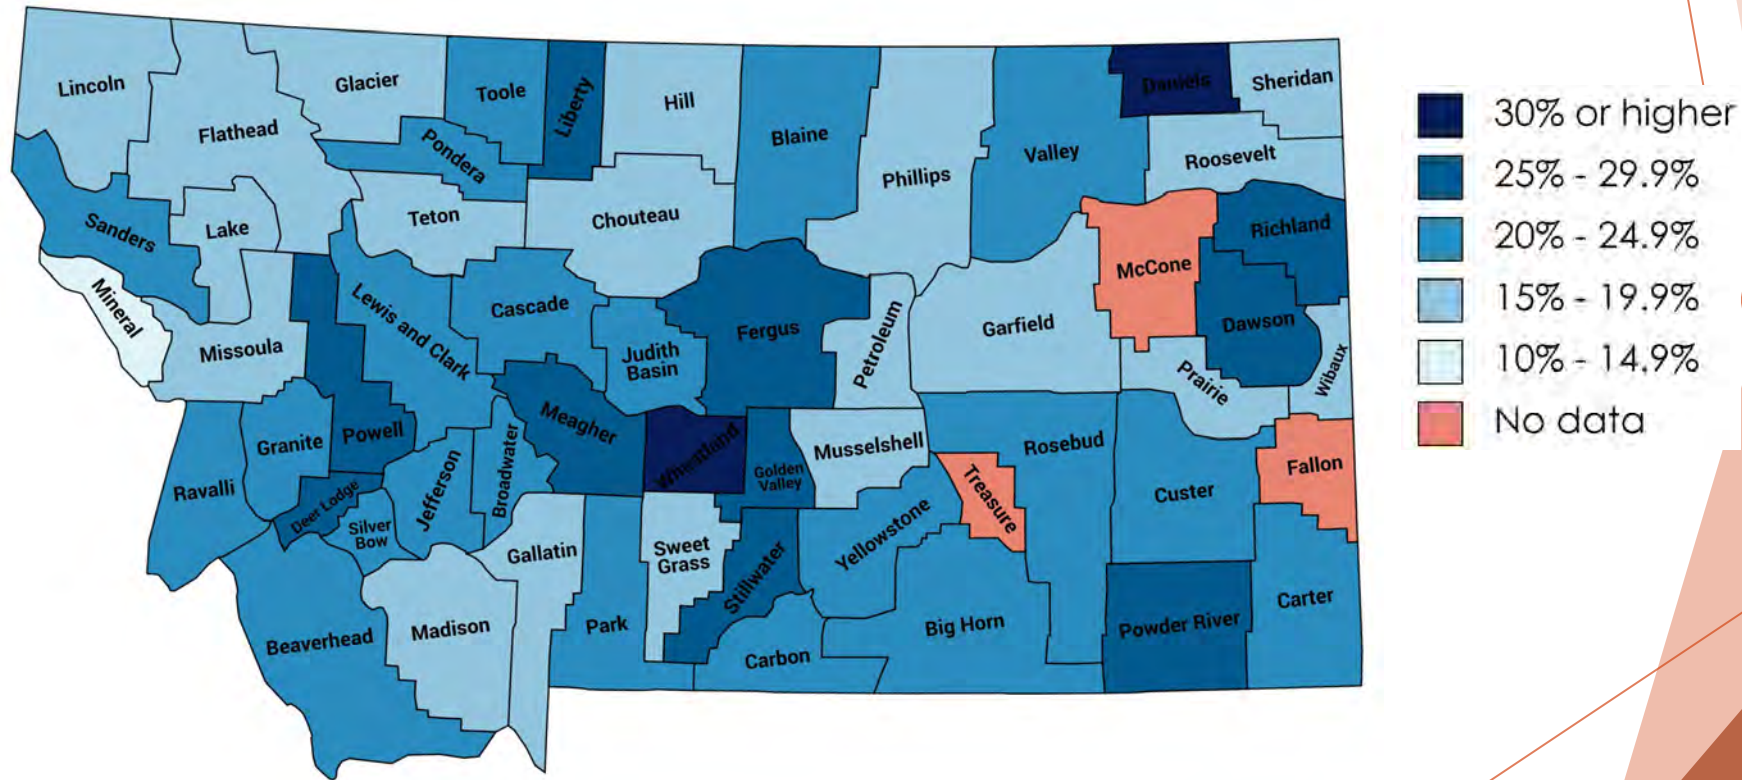 Lincoln
Flathead
Glacier
Toole
Liberty
Hill
Blaine
Phillips
Valley
Daniels
Sheridan
Roosevelt
Pondera
Teton
Chouteau
Sanders
Lake
Richland
McCone
Dawson
Mineral
Missoula
Lewis and Clark
Cascade
Judith
Basin
Fergus
Petroleum
Garfield
Prairie
Wibaux
Ravalli
Granite
Powell
Deer Lodge
Silver
Bow
Jefferson
Broadwater
Meagher
Wheatland
Golden
Valley
Musselshell
Treasure
Rosebud
Custer
Fallon
Beaverhead
Madison
Gallatin
Park
Sweet
Grass
Stillwater
Yellowstone
Carbon
Big Horn
Powder River
Carter
30% or higher
25% - 29.9%
20% - 24.9%
15% - 19.9%
10% - 14.9%
No data